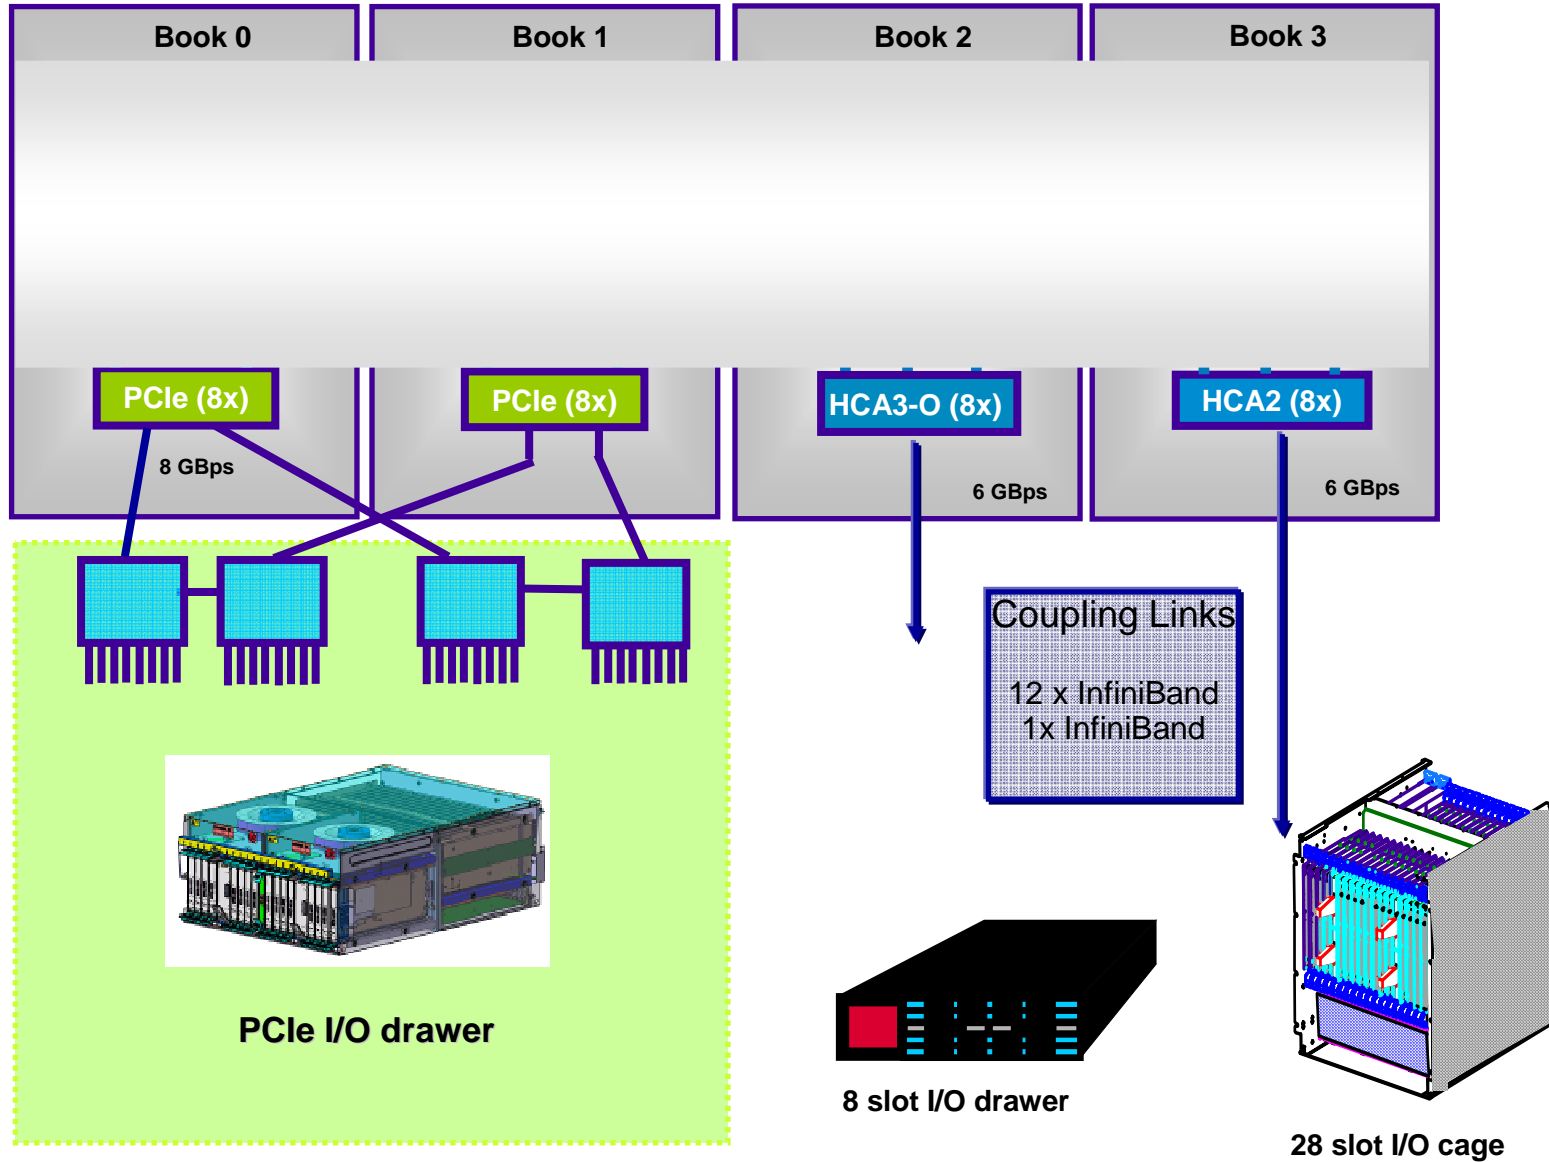 Book 0
Book 1
Book 2
Book 3
PCIe (8x)
PCIe (8x)
HCA3-O (8x)
HCA2 (8x)
8 GBps
6 GBps
6 GBps
Coupling Links
12 x InfiniBand
1x InfiniBand
PCIe I/O drawer
8 slot I/O drawer
28 slot I/O cage